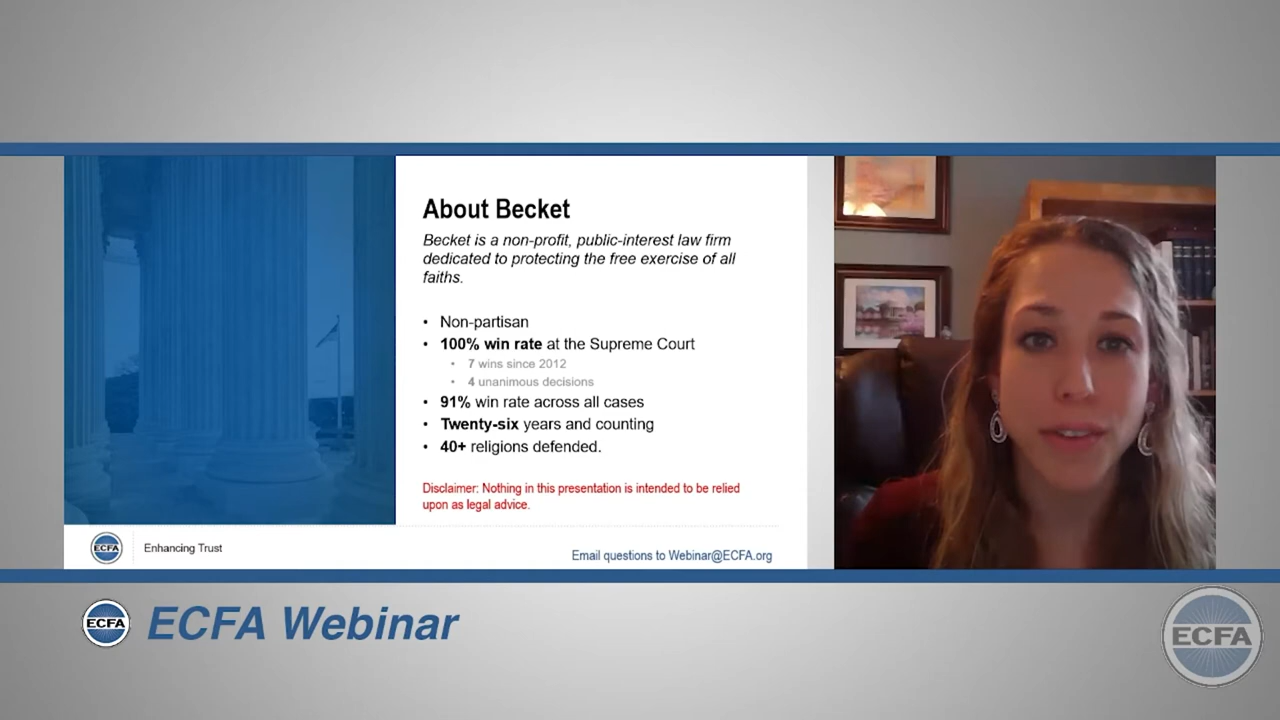 About Becket
Becket is a non-profit, public-interest law firm
dedicated to protecting the free exercise of all
faiths.
• Non-partisan
• 100% win rate at the Supreme Court
• 7 wins since 2012
• 4 unanimous decisions
• 91% win rate across all cases
• Twenty-six years and counting
• 40+ religions defended.
Disclaimer: Nothing in this presentation is intended to be relied
upon as legal advice.
ECFA
Enhancing Trust
Email questions to Webinar@ECFA.org
ECFA
ECFA Webinar
ECFA